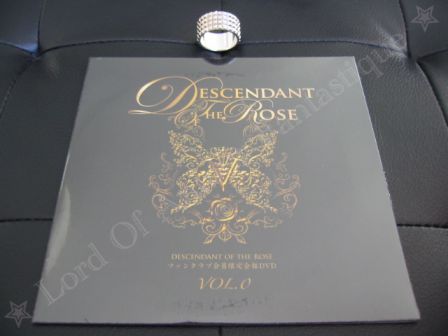 DESCENDANT
THE ROSE
DESCENDANT OF THE ROSE
ファンクラブ会員限定会報DVD
VOL.0
Lord Of
Fantastique